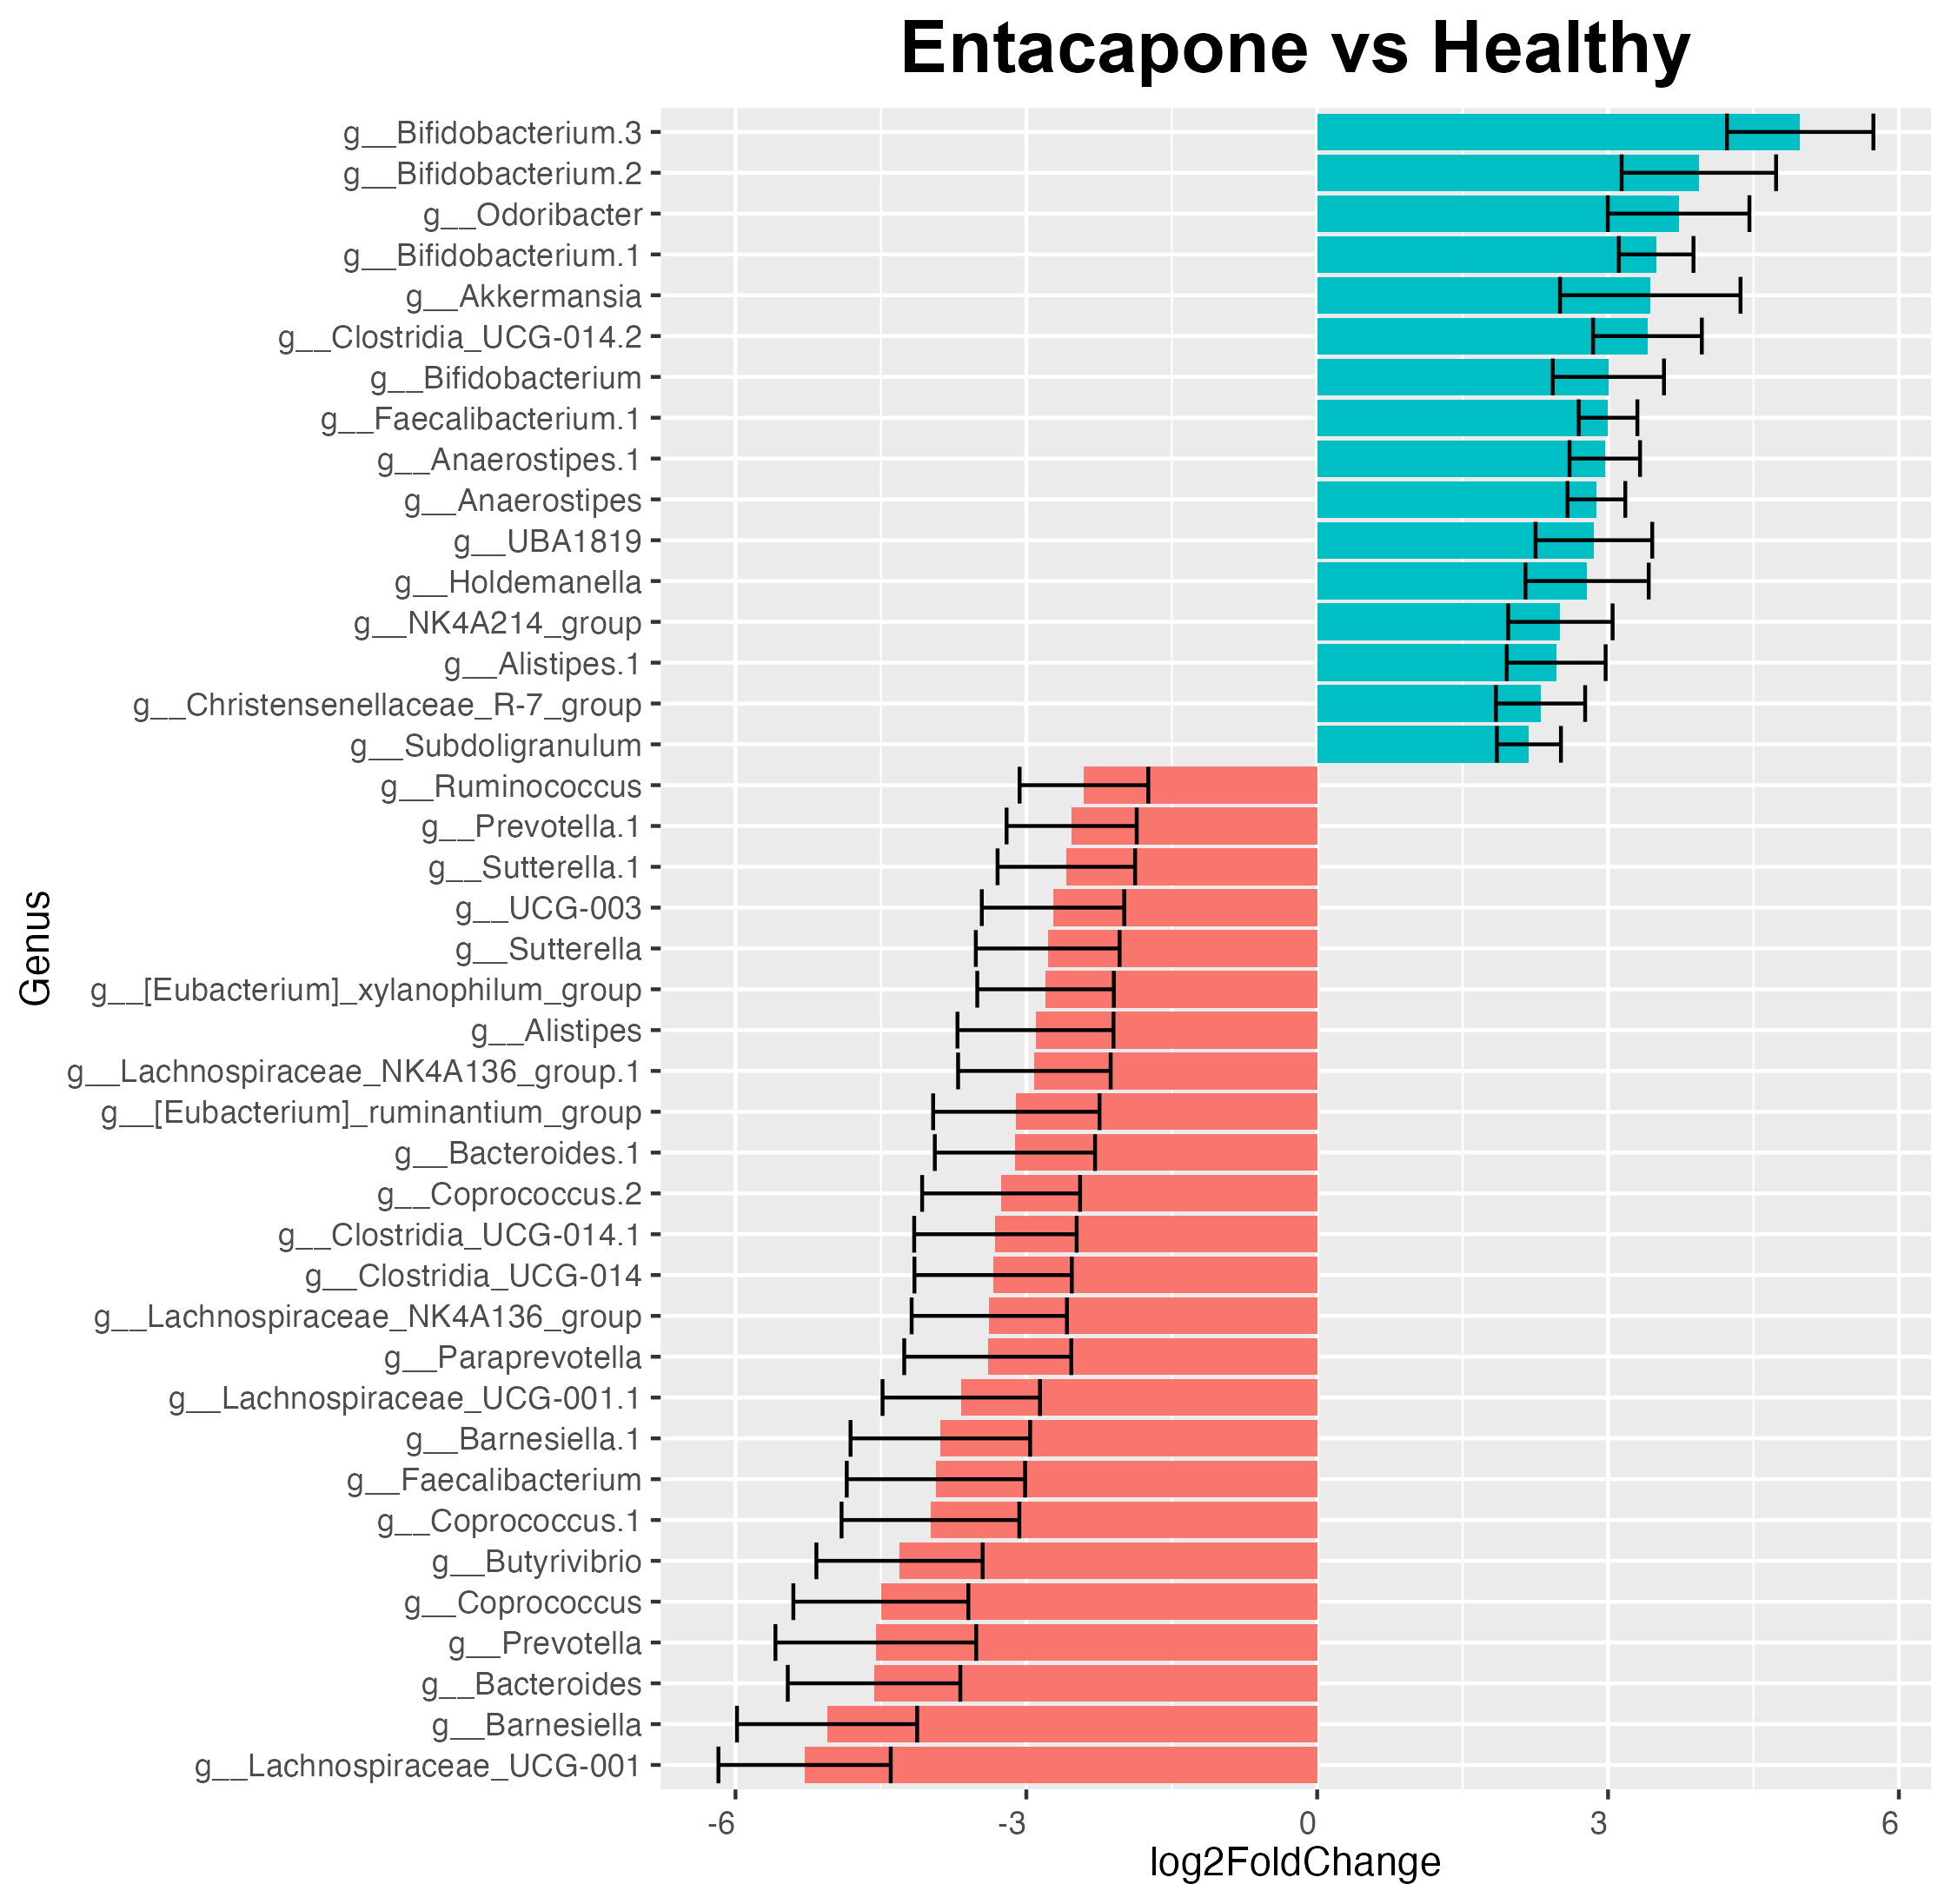 Entacapone vs Healthy
Genus
g__Bifidobacterium.3
g__Bifidobacterium.2
g__Odoribacter
g__Bifidobacterium.1
g__Akkermansia
g__Clostridia_UCG-014.2
g__Bifidobacterium
g__Faecalibacterium.1
g__Anaerostipes.1
g__Anaerostipes
g__UBA1819
g__Holdemanella
g__NK4A214_group
g__Alistipes.1
g__Christensenellaceae_R-7_group
g__Subdoligranulum
g__Ruminococcus
g__Prevotella.1
g__Sutterella.1
g__UCG-003
g__Sutterella
g__[Eubacterium]_xylanophilum_group
g__Alistipes
g__Lachnospiraceae_NK4A136_group.1
g__[Eubacterium]_ruminantium_group
g__Bacteroides.1
g__Coprococcus.2
g__Clostridia_UCG-014.1
g__Clostridia_UCG-014
g__Lachnospiraceae_NK4A136_group
g__Paraprevotella
g__Lachnospiraceae_UCG-001.1
g__Barnesiella.1
g__Faecalibacterium
g__Coprococcus.1
g__Butyrivibrio
g__Coprococcus
g__Prevotella
g__Bacteroides
g__Barnesiella
g__Lachnospiraceae_UCG-001
-6 -3 0 3 6
log2FoldChange